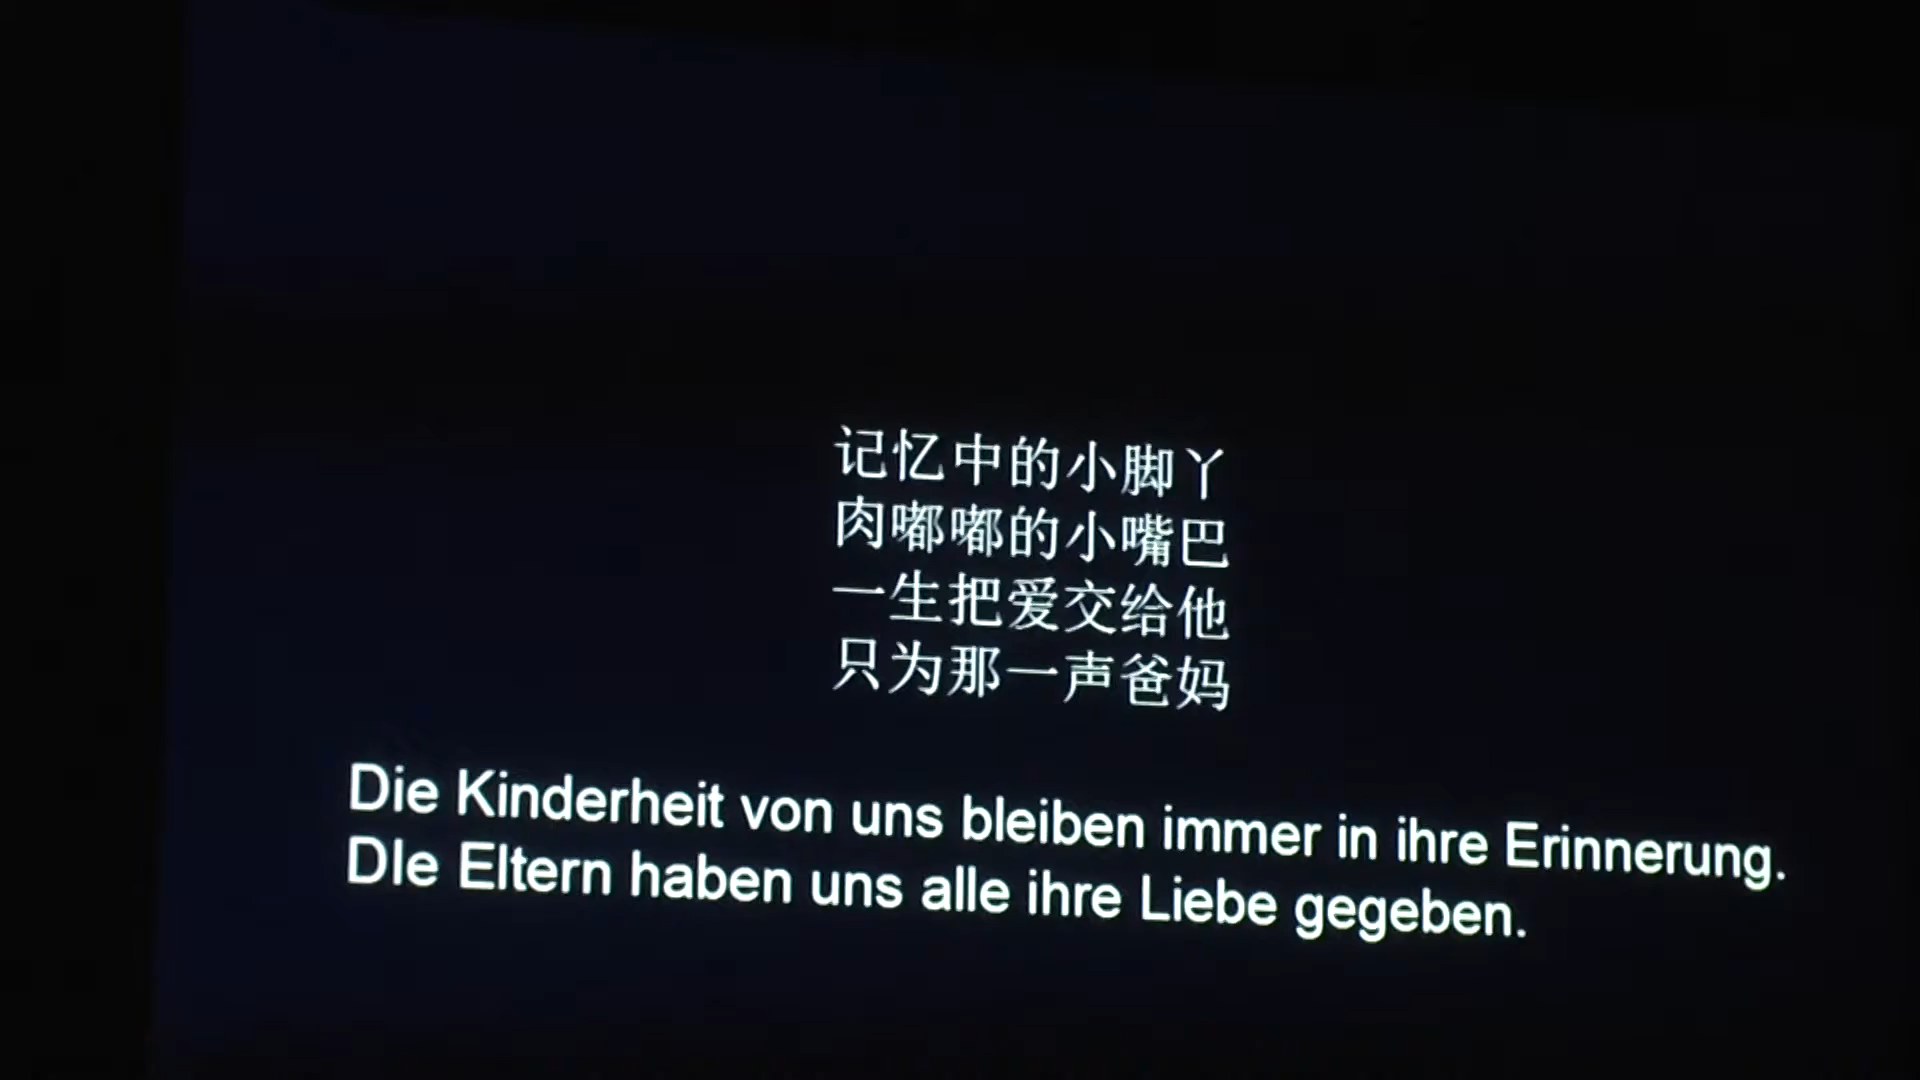 记忆中的小脚丫
肉嘟嘟的小嘴巴
一生把爱交给他
只为那一声爸妈
Die Kinderheit von uns bleiben immer in ihre Erinnerung.
DIe Eltern haben uns alle ihre Liebe gegeben.